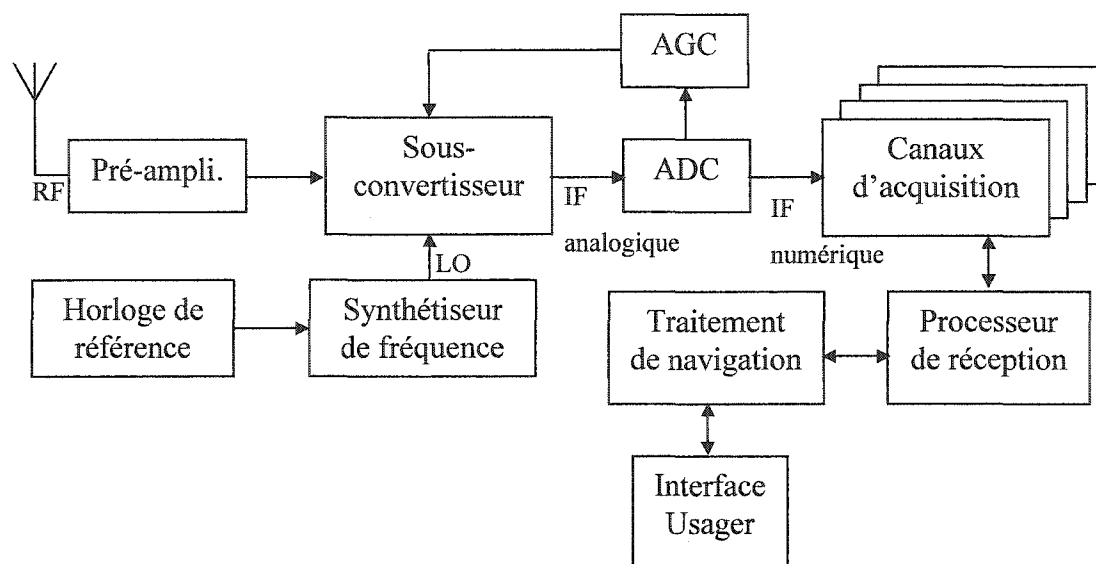 AGC
RF
Pré-ampli.
Sous-
convertisseur
IF
analogique
ADC
IF
numérique
Canaux
d'acquisition
LO
Horloge de
référence
Synthétiseur
de fréquence
Traitement
de navigation
Processeur
de réception
Interface
Usager